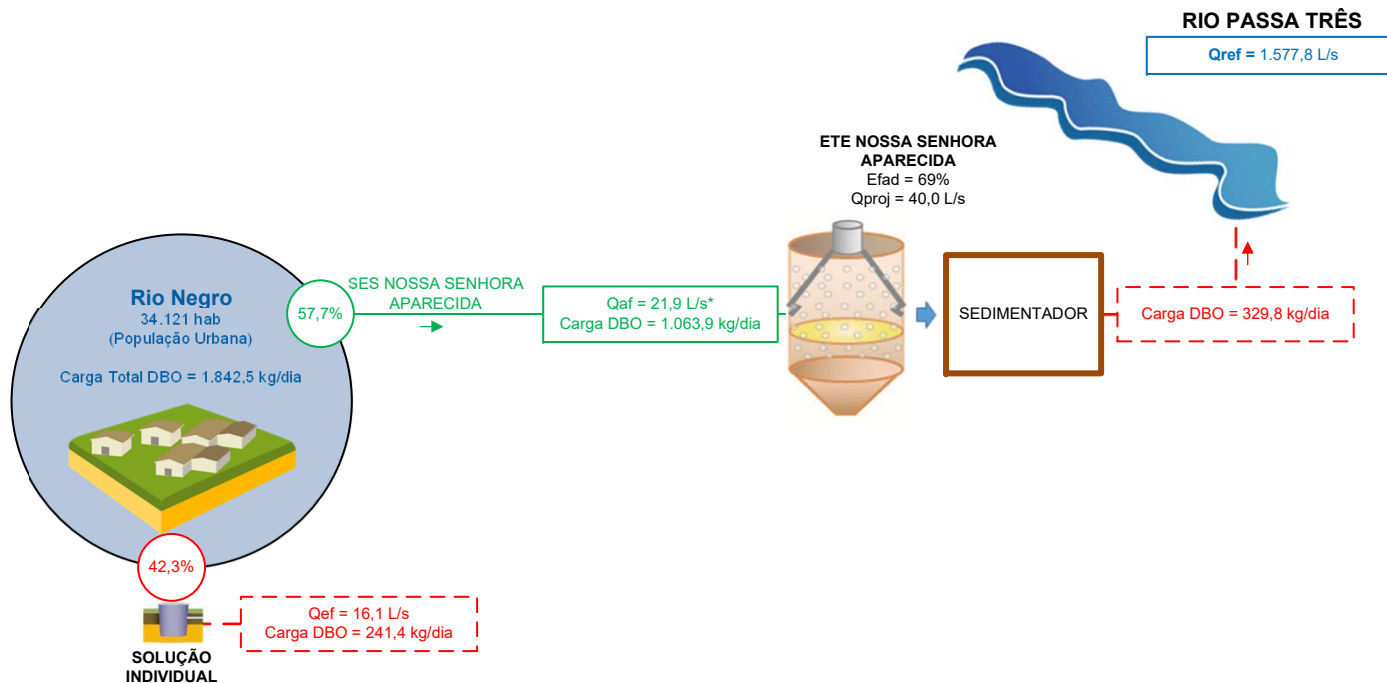 RIO PASSA TRÊS
Qref = 1.577,8 L/s
ETE NOSSA SENHORA
APARECIDA
Efad = 69%
Qproj = 40,0 L/s
Rio Negro
34.121 hab
(População Urbana)
Carga Total DBO = 1.842,5 kg/dia
57,7%
SES NOSSA SENHORA
APARECIDA
Qaf = 21,9 L/s*
Carga DBO = 1.063,9 kg/dia
SEDIMENTADOR
Carga DBO = 329,8 kg/dia
42,3%
Qef = 16,1 L/s
Carga DBO = 241,4 kg/dia
SOLUÇÃO
INDIVIDUAL